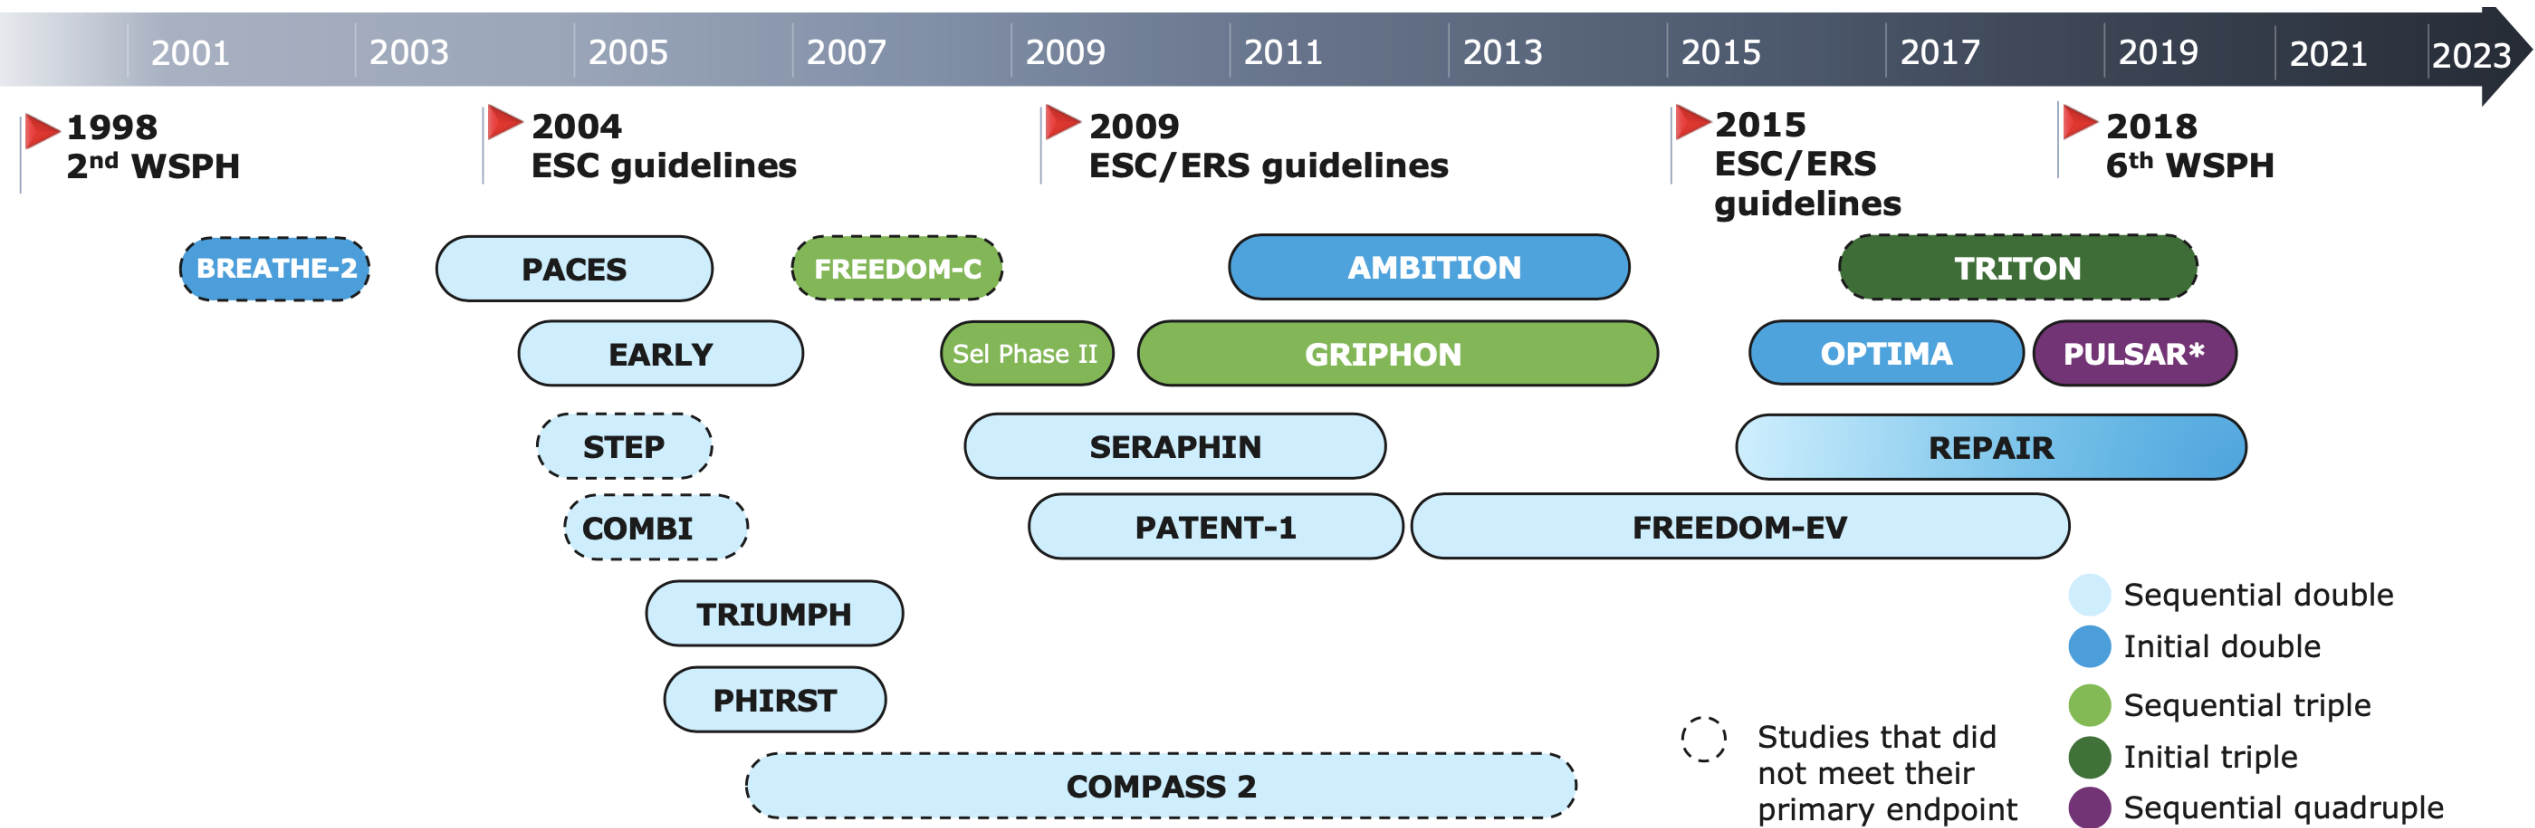 2001 2003 2005 2007 2009 2011 2013 2015 2017 2019 2021 2023
1998
2nd WSPH
2004
ESC guidelines
2009
ESC/ERS guidelines
2015
ESC/ERS
guidelines
2018
6th WSPH
BREATHE-2 PACES FREEDOM-C AMBITION TRITON
EARLY Sel Phase II GRIPHON OPTIMA PULSAR*
STEP SERAPHIN REPAIR
COMBI PATENT-1 FREEDOM-EV
TRIUMPH
PHIRST
COMPASS 2
Studies that did
not meet their
primary endpoint
Sequential double
Initial double
Sequential triple
Initial triple
Sequential quadruple